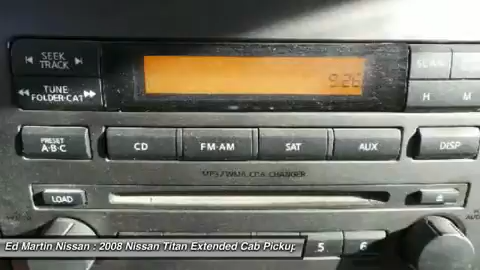 SEEK
TRACK
9:26
SCAN
TUNE
FOLDER·CAT
H M
PRESET
A·B·C
CD FM·AM SAT AUX DISP
MP3/WMA CDA CHANGER
LOAD
Ed Martin Nissan : 2008 Nissan Titan Extended Cab Pickup
5 6